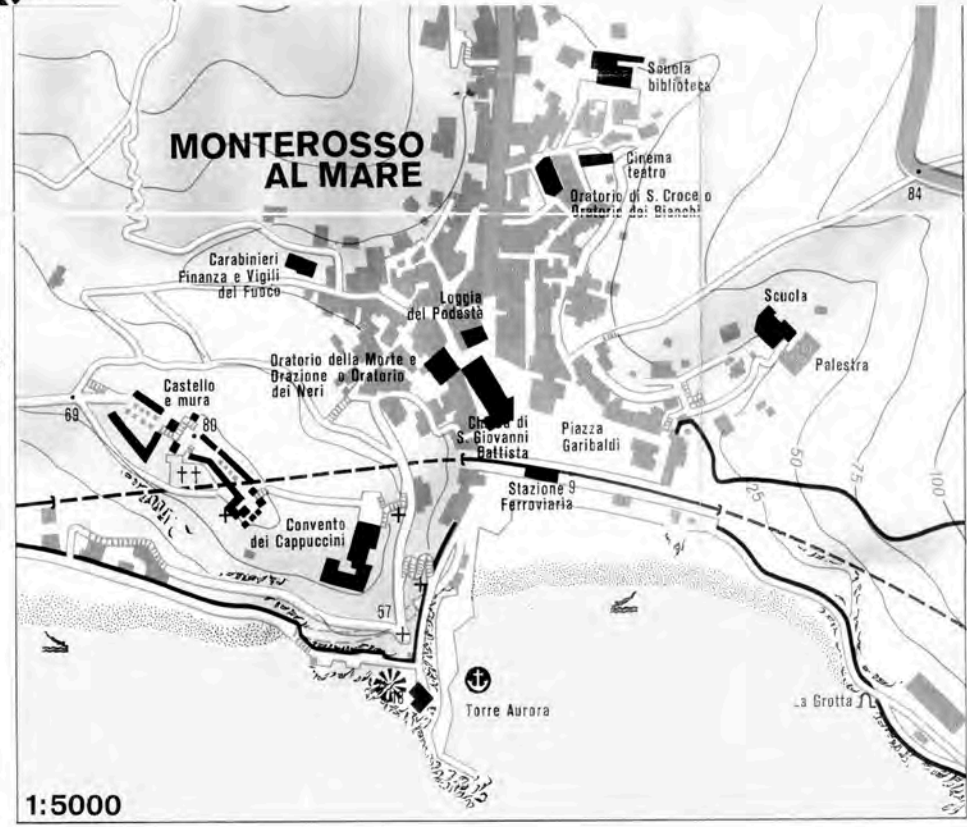 MONTEROSSO
AL MARE
Scuola
biblioteca
Cinema
teatro
Oratorio di S. Croce o
Oratorio dei Bianchi
84
Carabinieri
Finanza e Vigili
del Fuoco
Loggia
del Podestà
Scuola
Palestra
Oratorio della Morte e
Orazione o Oratorio
dei Neri
Castello
e mura
69
80
Chiesa di
S. Giovanni
Battista
Piazza
Garibaldi
Stazione 9
Ferroviaria
25
50
75
100
Convento
dei Cappuccini
57
Torre Aurora
La Grotta
1:5000